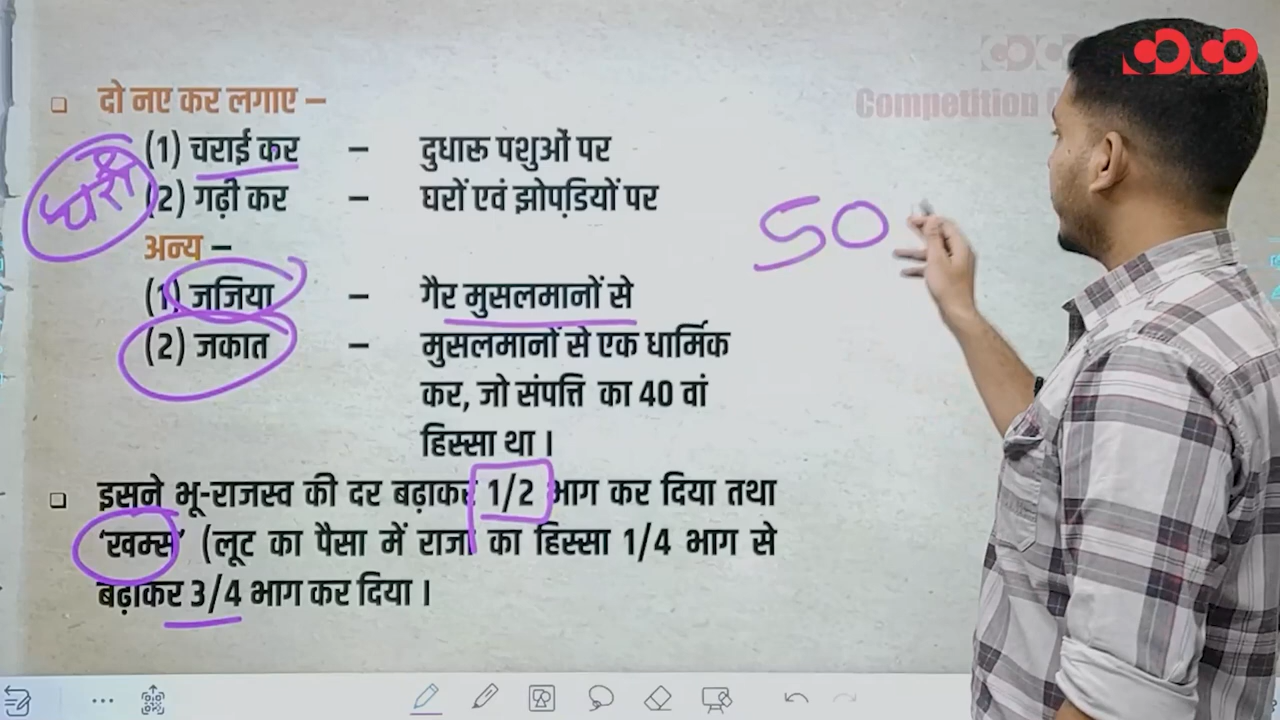 Competition
❑ दो नए कर लगाए –
(1) चराई कर – दुधारू पशुओं पर
(2) गढ़ी कर – घरों एवं झोपड़ियों पर
चरी
50
अन्य –
(1) जजिया – गैर मुसलमानों से
(2) जकात – मुसलमानों से एक धार्मिक
कर, जो संपत्ति का 40 वां
हिस्सा था ।
❑ इसने भू-राजस्व की दर बढ़ाकर 1/2 भाग कर दिया तथा
'खम्स' (लूट का पैसा में राजा का हिस्सा 1/4 भाग से
बढ़ाकर 3/4 भाग कर दिया ।